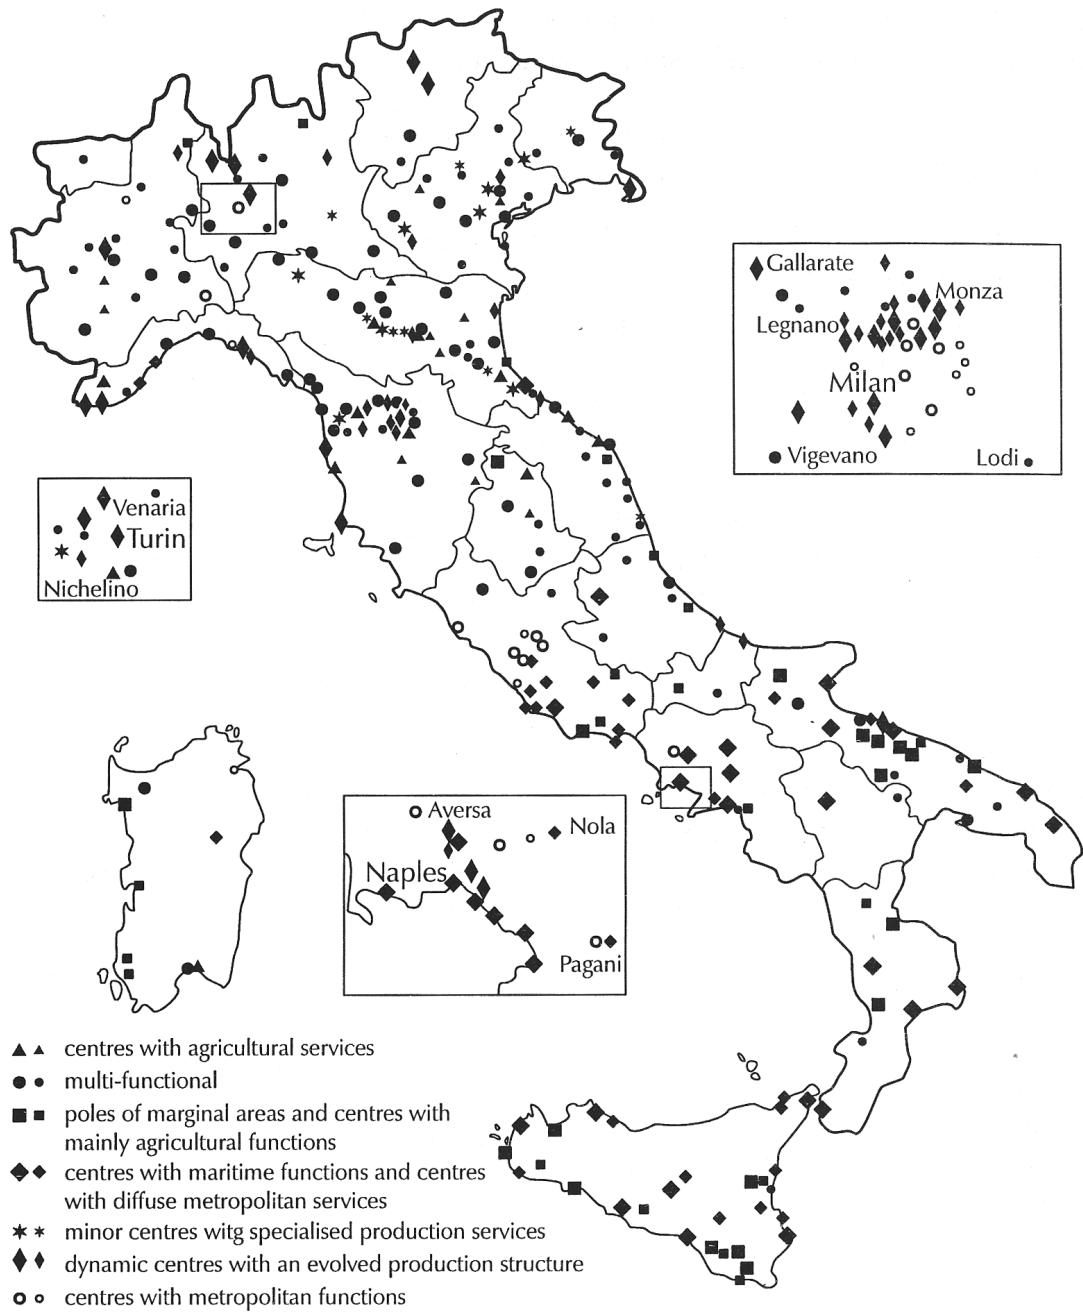 Gallarate
Monza
Legnano
Milan
Vigevano
Lodi
Venaria
Turin
Nichelino
Aversa
Nola
Naples
Pagani
centres with agricultural services
multi-functional
poles of marginal areas and centres with
mainly agricultural functions
centres with maritime functions and centres
with diffuse metropolitan services
minor centres witg specialised production services
dynamic centres with an evolved production structure
centres with metropolitan functions